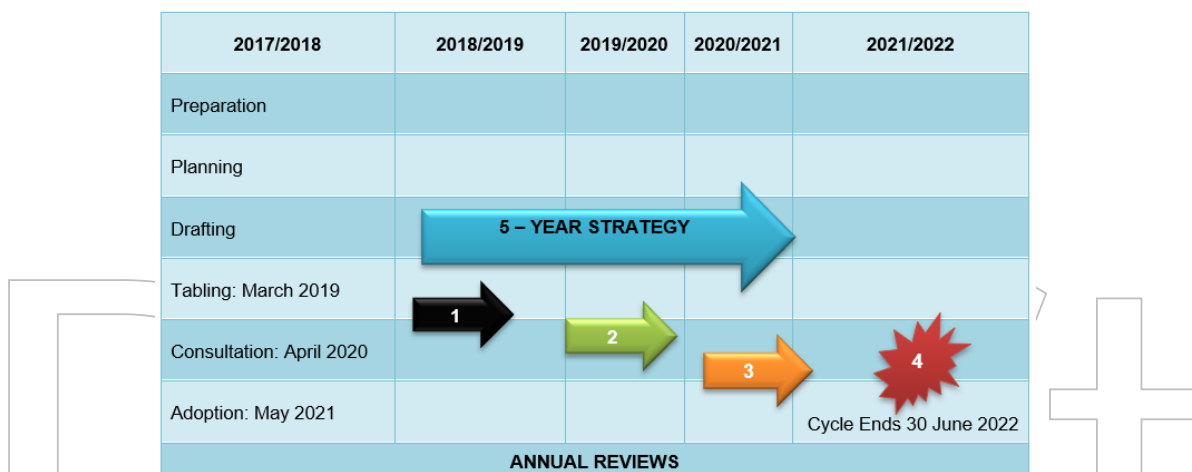 2017/2018 2018/2019 2019/2020 2020/2021 2021/2022
Preparation
Planning
Drafting
5 – YEAR STRATEGY
Tabling: March 2019
1
2
Consultation: April 2020
3
4
Adoption: May 2021
Cycle Ends 30 June 2022
ANNUAL REVIEWS